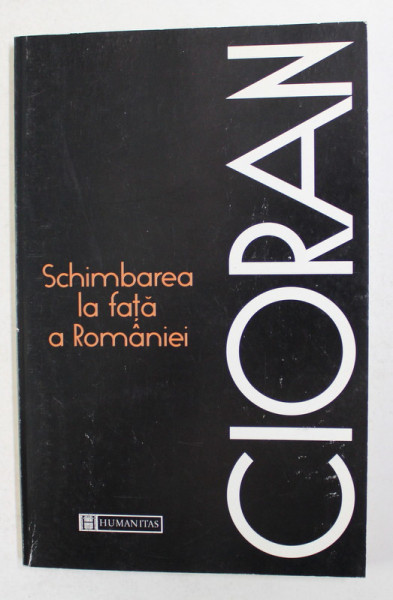 CIORAN
Schimbarea
la față
a României
H HUMANITAS